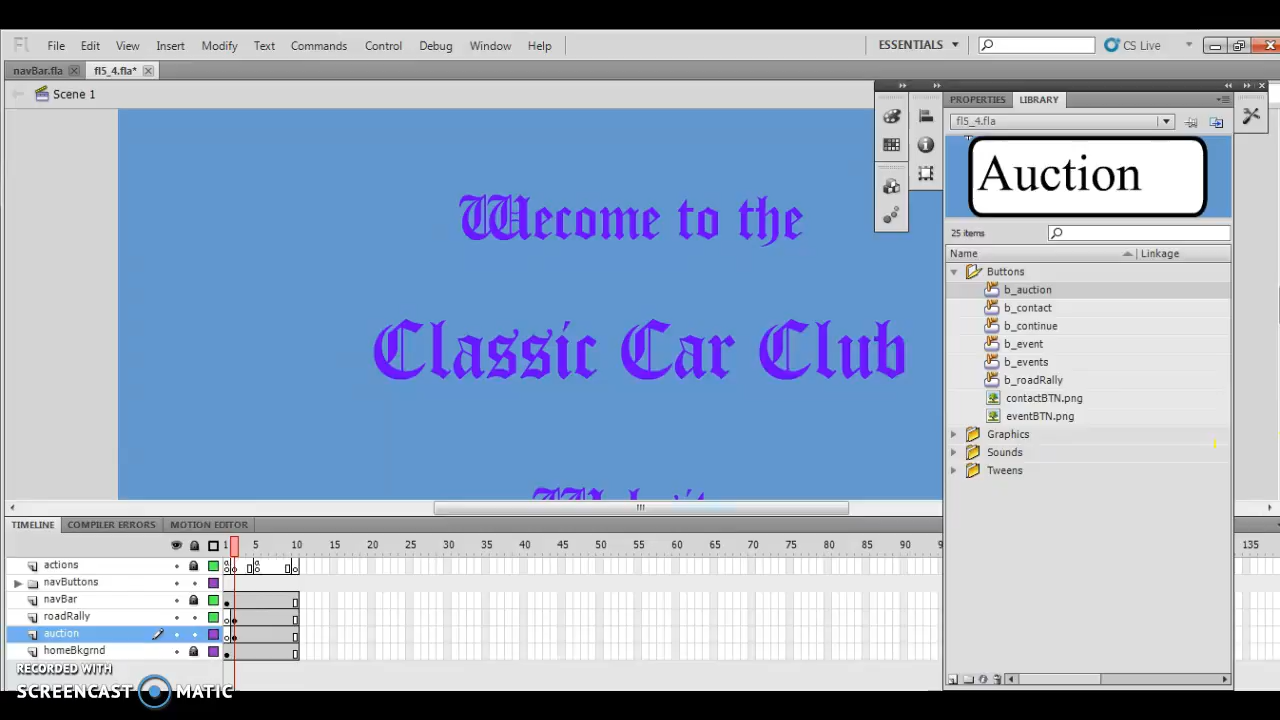 Fl File Edit View Insert Modify Text Commands Control Debug Window Help ESSENTIALS CS Live
navBar.fla fl5_4.fla*
Scene 1
Wecome to the
Classic Car Club
PROPERTIES LIBRARY
fl5_4.fla
Auction
25 items
Name Linkage
Buttons
b_auction
b_contact
b_continue
b_event
b_events
b_roadRally
contactBTN.png
eventBTN.png
Graphics
Sounds
Tweens
TIMELINE COMPILER ERRORS MOTION EDITOR
1 5 10 15 20 25 30 35 40 45 50 55 60 65 70 75 80 85 90 9 135
actions
navButtons
navBar
roadRally
auction
homeBkgrnd
RECORDED WITH
SCREENCAST MATIC